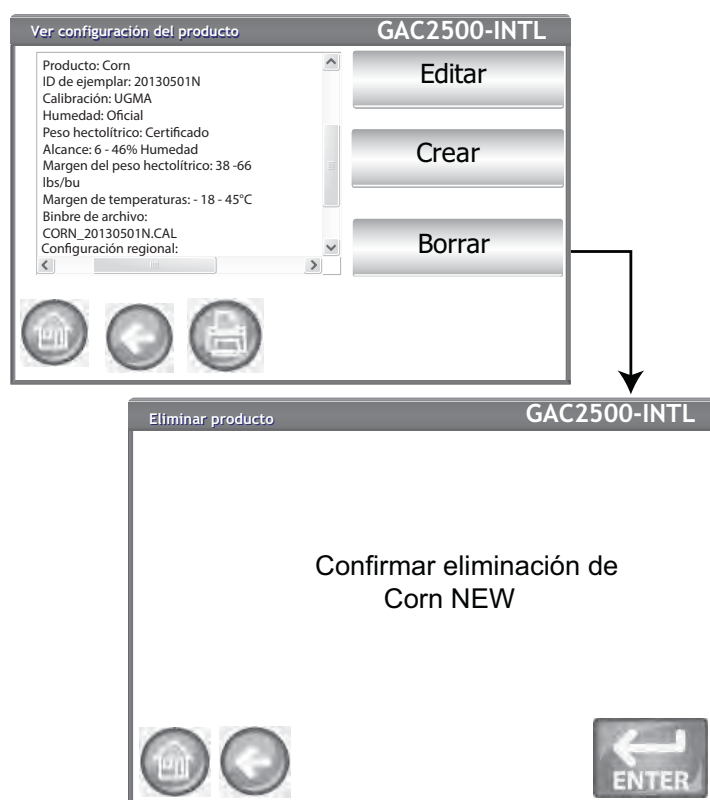 Ver configuración del producto
GAC2500-INTL
Producto: Corn
ID de ejemplar: 20130501N
Calibración: UGMA
Humedad: Oficial
Peso hectolítrico: Certificado
Alcance: 6 - 46% Humedad
Margen del peso hectolítrico: 38 -66
lbs/bu
Margen de temperaturas: - 18 - 45°C
Binbre de archivo:
CORN_20130501N.CAL
Configuración regional:
Editar
Crear
Borrar
Eliminar producto
GAC2500-INTL
Confirmar eliminación de
Corn NEW
ENTER